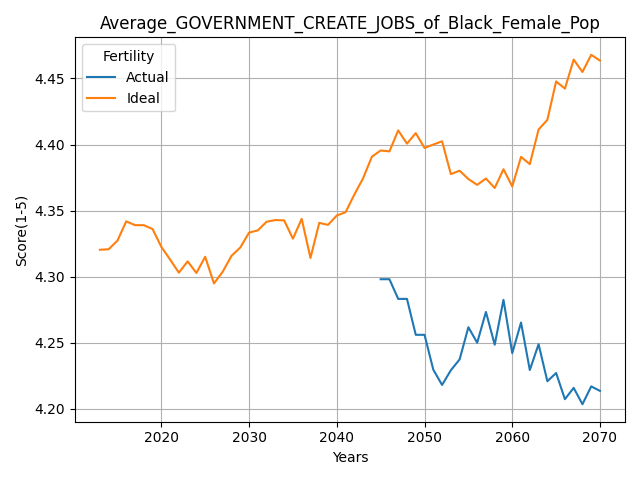 Average_GOVERNMENT_CREATE_JOBS_of_Black_Female_Pop
Fertility
Actual
Ideal
Score(1-5)
4.45
4.40
4.35
4.30
4.25
4.20
2020 2030 2040 2050 2060 2070
Years